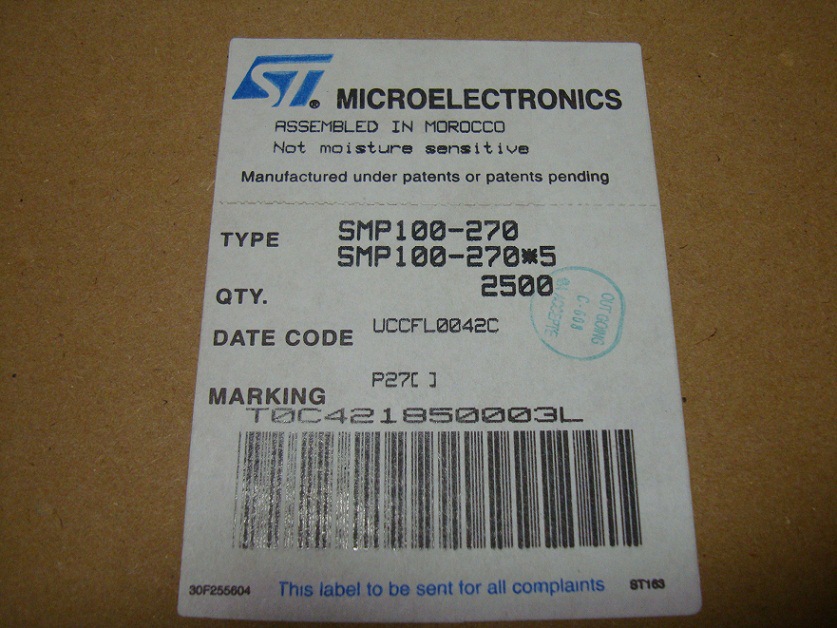 ST® MICROELECTRONICS
ASSEMBLED IN MOROCCO
Not moisture sensitive
Manufactured under patents or patents pending
TYPE SMP100-270
SMP100-270*5
QTY. 2500
DATE CODE UCCFL0042C
MARKING P27[ ]
T0C421850003L
OUTGOING
C-608
30F255604 This label to be sent for all complaints ST163